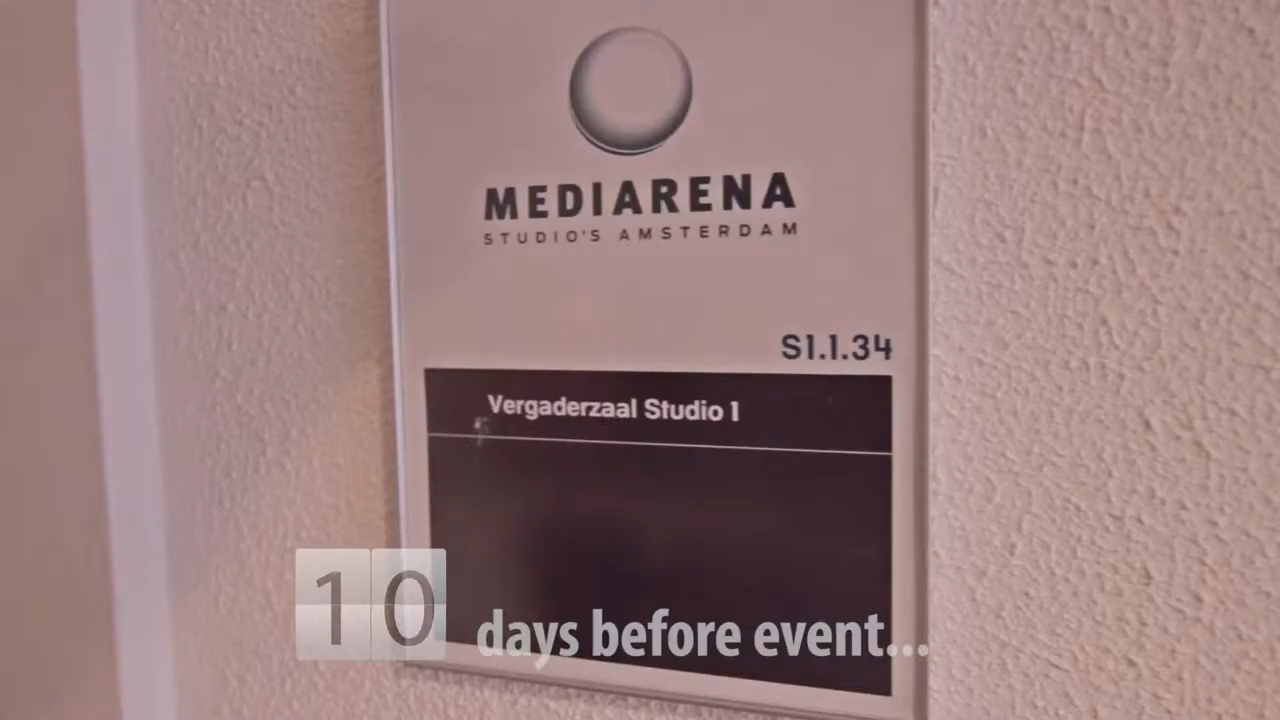 MEDIARENA
STUDIO'S AMSTERDAM
S1.1.34
Vergaderzaal Studio 1
10 days before event...